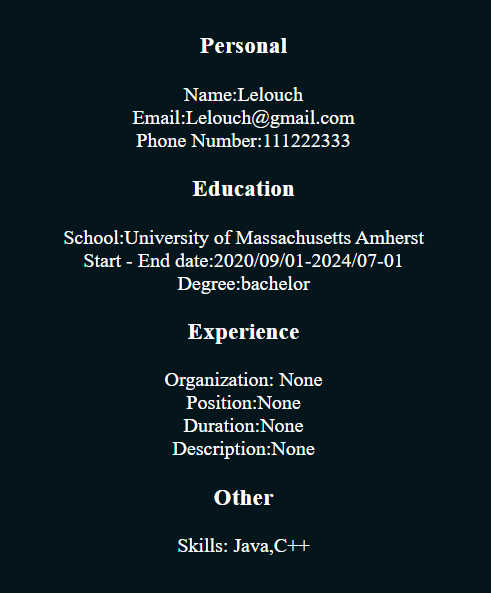 Personal
Name:Lelouch
Email:Lelouch@gmail.com
Phone Number:111222333
Education
School:University of Massachusetts Amherst
Start - End date:2020/09/01-2024/07-01
Degree:bachelor
Experience
Organization: None
Position:None
Duration:None
Description:None
Other
Skills: Java,C++